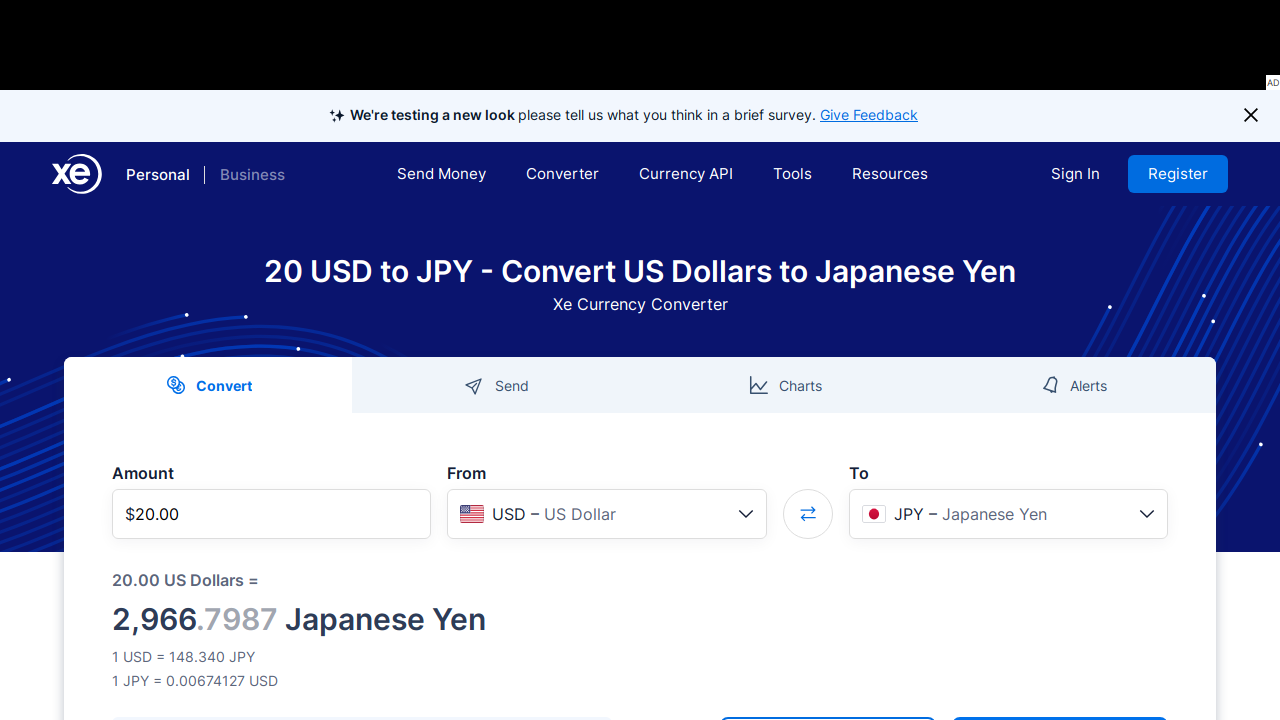 AD
We're testing a new look please tell us what you think in a brief survey. Give Feedback
xe Personal Business Send Money Converter Currency API Tools Resources Sign In Register
20 USD to JPY - Convert US Dollars to Japanese Yen
Xe Currency Converter
Convert Send Charts Alerts
Amount From To
$20.00 USD – US Dollar JPY – Japanese Yen
20.00 US Dollars =
2,966.7987 Japanese Yen
1 USD = 148.340 JPY
1 JPY = 0.00674127 USD